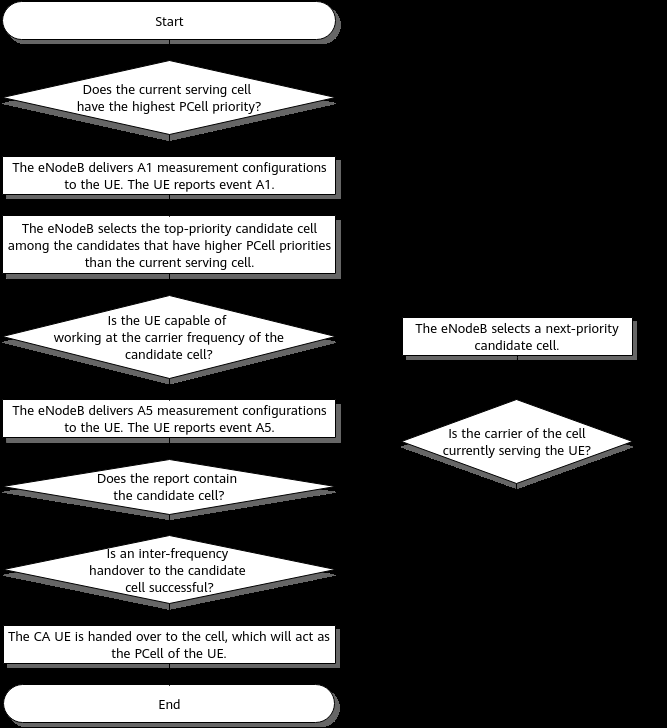 Start
Does the current serving cell
have the highest PCell priority?
The eNodeB delivers A1 measurement configurations
to the UE. The UE reports event A1.
The eNodeB selects the top-priority candidate cell
among the candidates that have higher PCell priorities
than the current serving cell.
Is the UE capable of
working at the carrier frequency of the
candidate cell?
The eNodeB delivers A5 measurement configurations
to the UE. The UE reports event A5.
Does the report contain
the candidate cell?
Is an inter-frequency
handover to the candidate
cell successful?
The CA UE is handed over to the cell, which will act as
the PCell of the UE.
End
The eNodeB selects a next-priority
candidate cell.
Is the carrier of the cell
currently serving the UE?